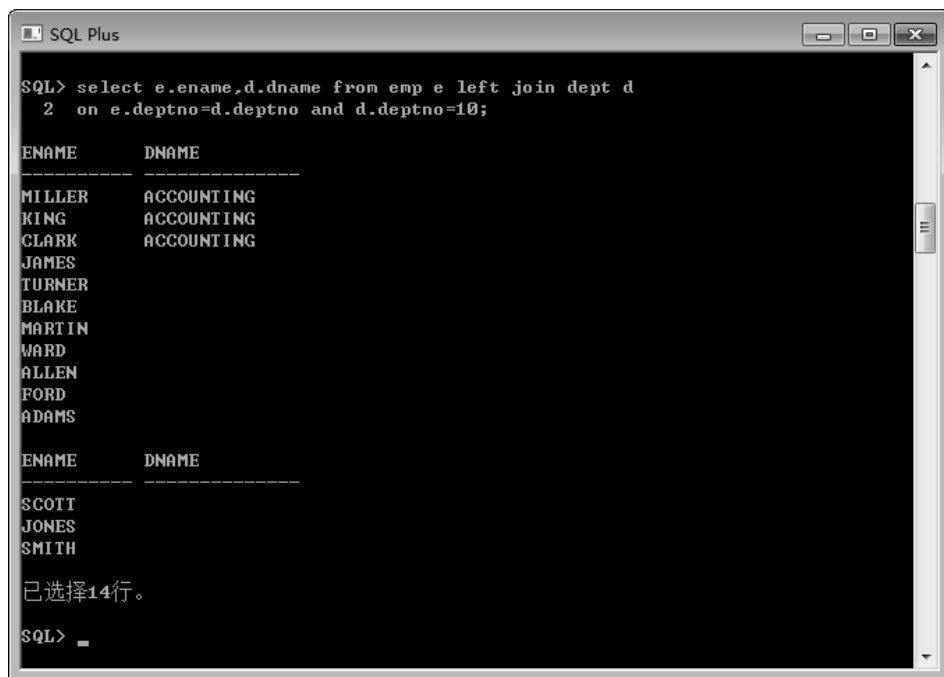 SQL Plus
SQL> select e.ename,d.dname from emp e left join dept d
  2  on e.deptno=d.deptno and d.deptno=10;
ENAME      DNAME
---------- --------------
MILLER     ACCOUNTING
KING       ACCOUNTING
CLARK      ACCOUNTING
JAMES
TURNER
BLAKE
MARTIN
WARD
ALLEN
FORD
ADAMS
ENAME      DNAME
---------- --------------
SCOTT
JONES
SMITH
已选择14行。
SQL> _